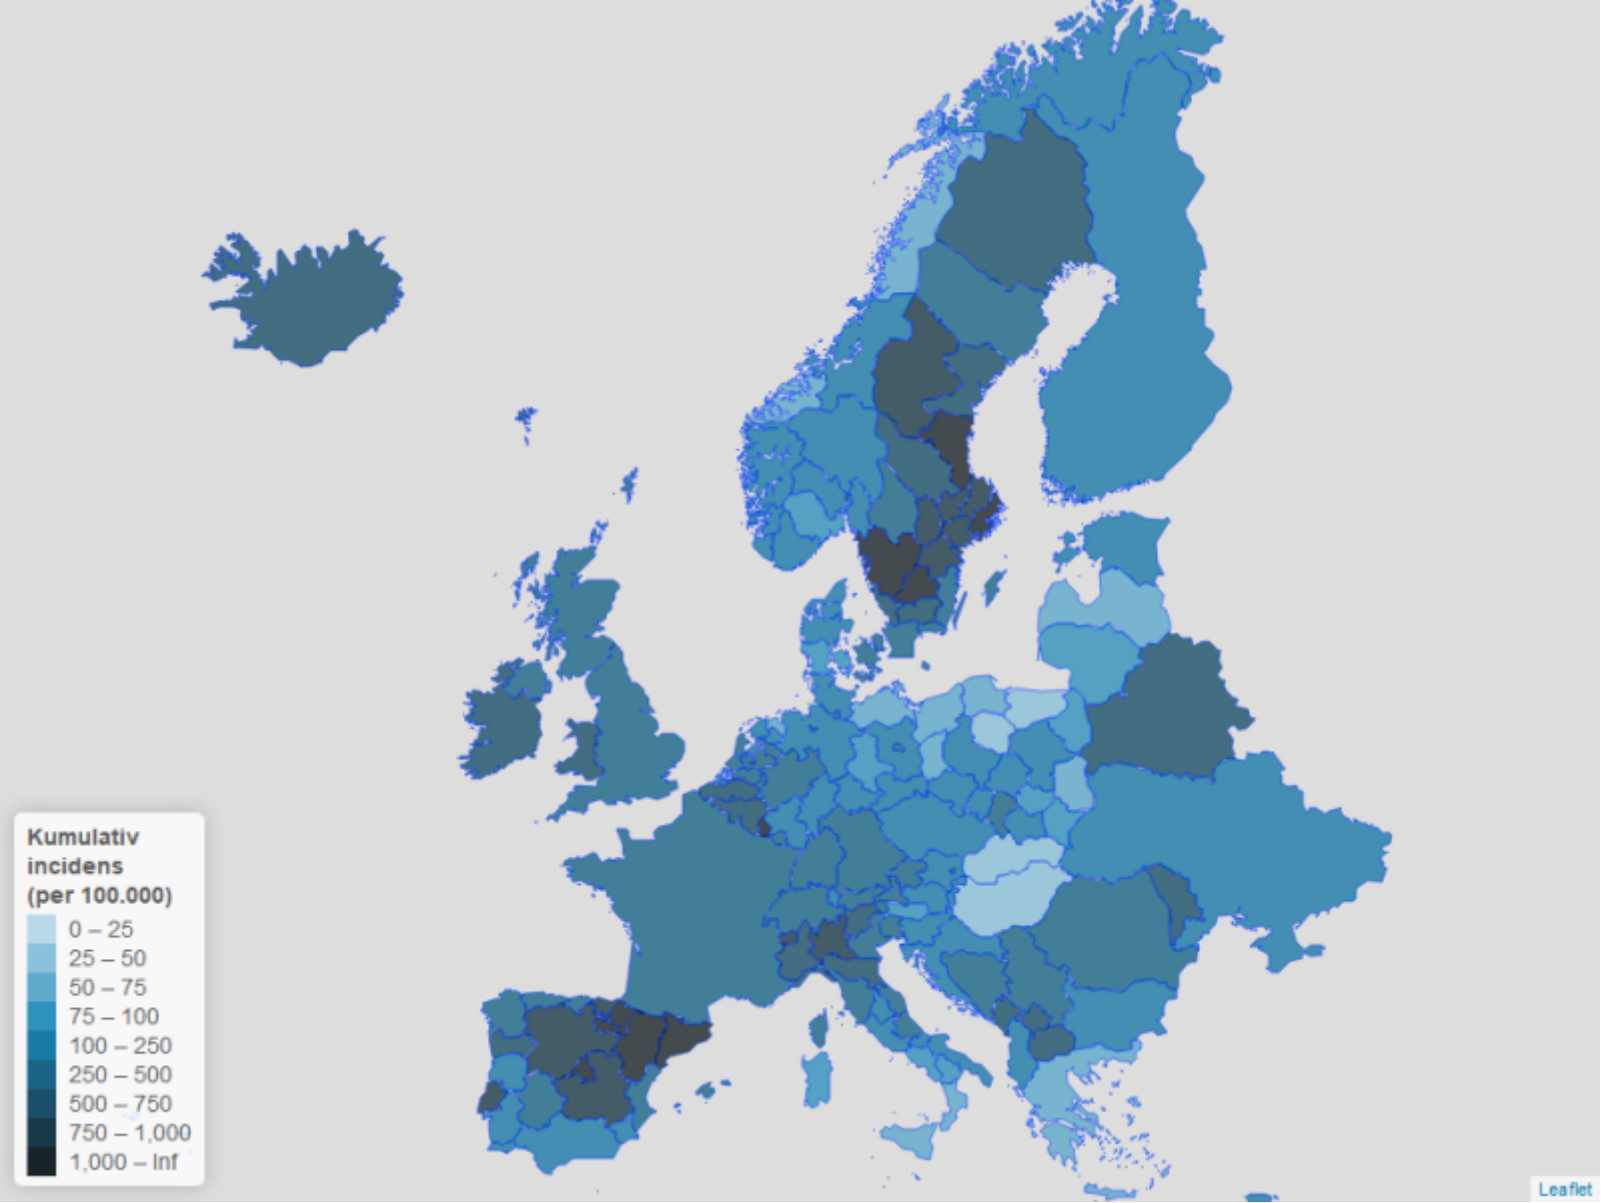 Kumulativ
incidens
(per 100.000)
0 – 25
25 – 50
50 – 75
75 – 100
100 – 250
250 – 500
500 – 750
750 – 1,000
1,000 – Inf
Leaflet